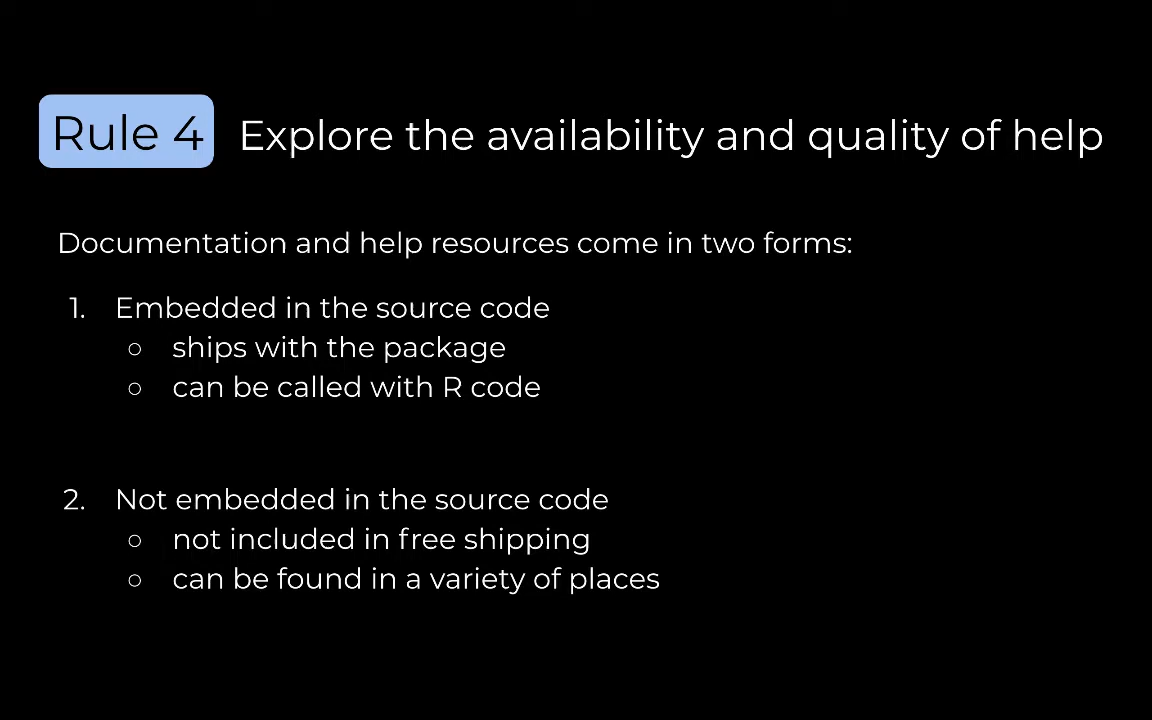 Rule 4 Explore the availability and quality of help
Documentation and help resources come in two forms:
1. Embedded in the source code
○ ships with the package
○ can be called with R code
2. Not embedded in the source code
○ not included in free shipping
○ can be found in a variety of places